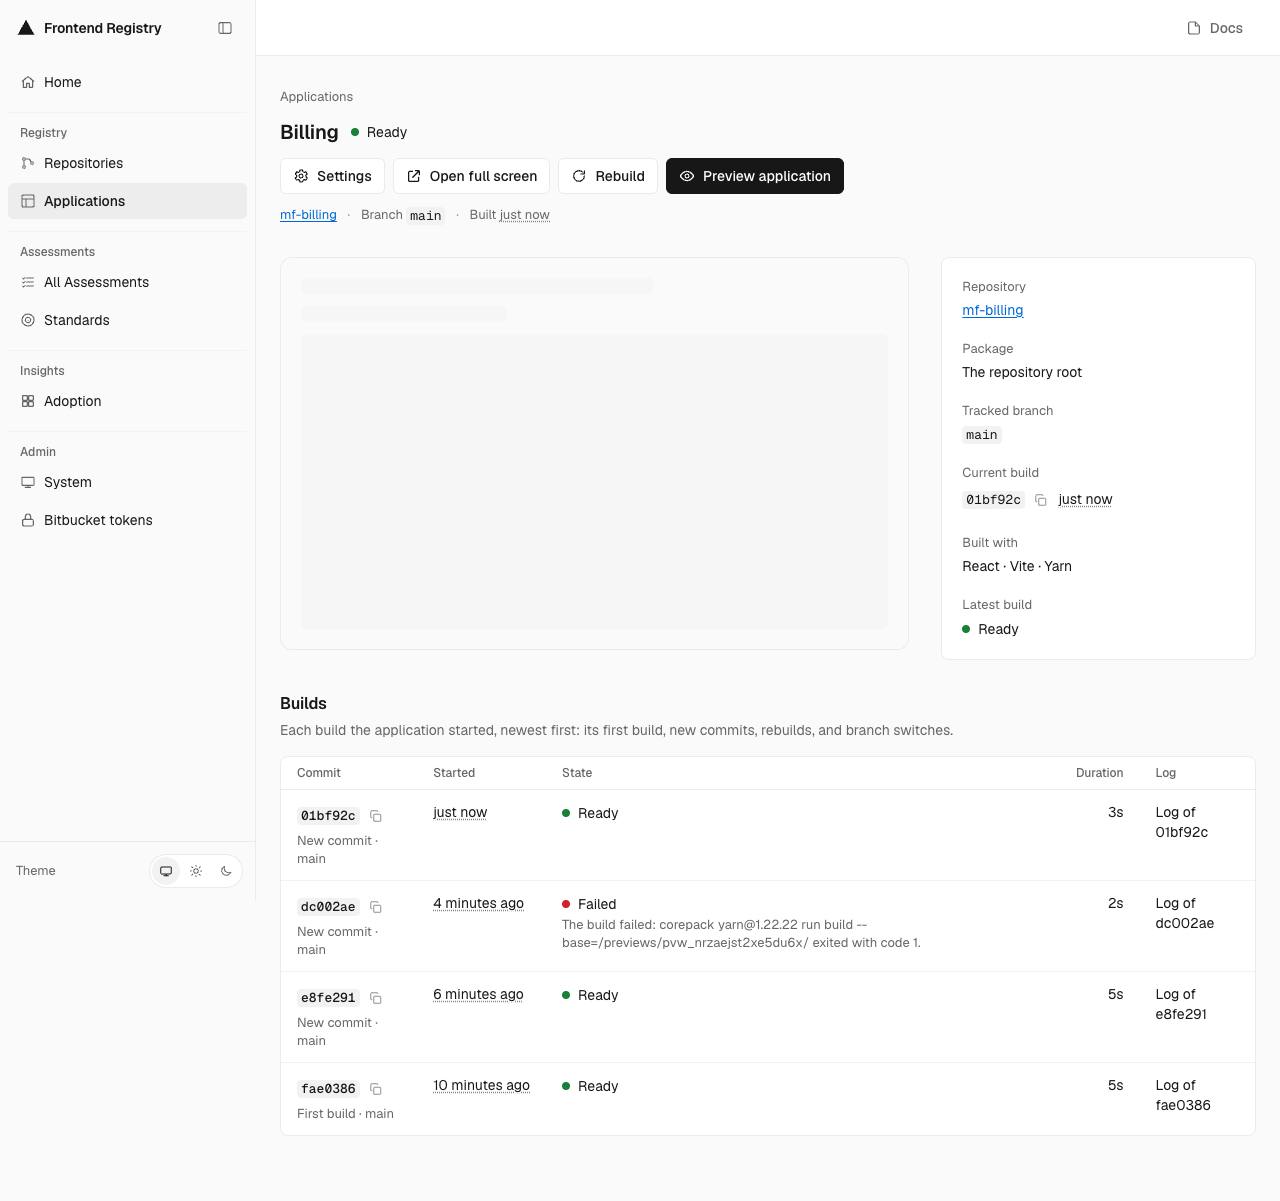 Frontend Registry
Docs
Home
Registry
Repositories
Applications
Assessments
All Assessments
Standards
Insights
Adoption
Admin
System
Bitbucket tokens
Theme
Applications
Billing Ready
Settings Open full screen Rebuild Preview application
mf-billing · Branch main · Built just now
Repository
mf-billing
Package
The repository root
Tracked branch
main
Current build
01bf92c just now
Built with
React · Vite · Yarn
Latest build
Ready
Builds
Each build the application started, newest first: its first build, new commits, rebuilds, and branch switches.
Commit Started State Duration Log
01bf92c just now Ready 3s Log of
01bf92c
New commit ·
main
dc002ae 4 minutes ago Failed 2s Log of
dc002ae
The build failed: corepack yarn@1.22.22 run build --
base=/previews/pvw_nrzaejst2xe5du6x/ exited with code 1.
New commit ·
main
e8fe291 6 minutes ago Ready 5s Log of
e8fe291
New commit ·
main
fae0386 10 minutes ago Ready 5s Log of
fae0386
First build · main